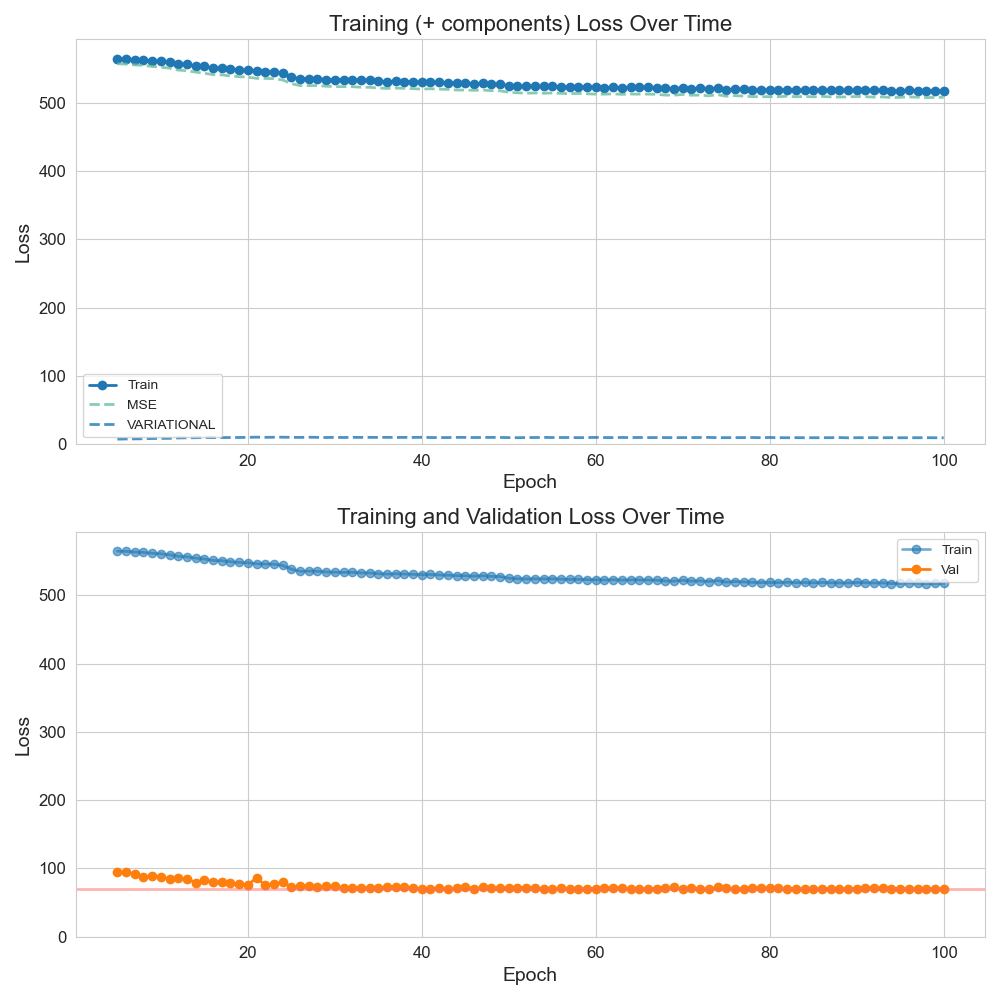 Training (+ components) Loss Over Time
500
400
300
200
100
0
Loss
Train
MSE
VARIATIONAL
20 40 60 80 100
Epoch
Training and Validation Loss Over Time
500
400
300
200
100
0
Loss
Train
Val
20 40 60 80 100
Epoch